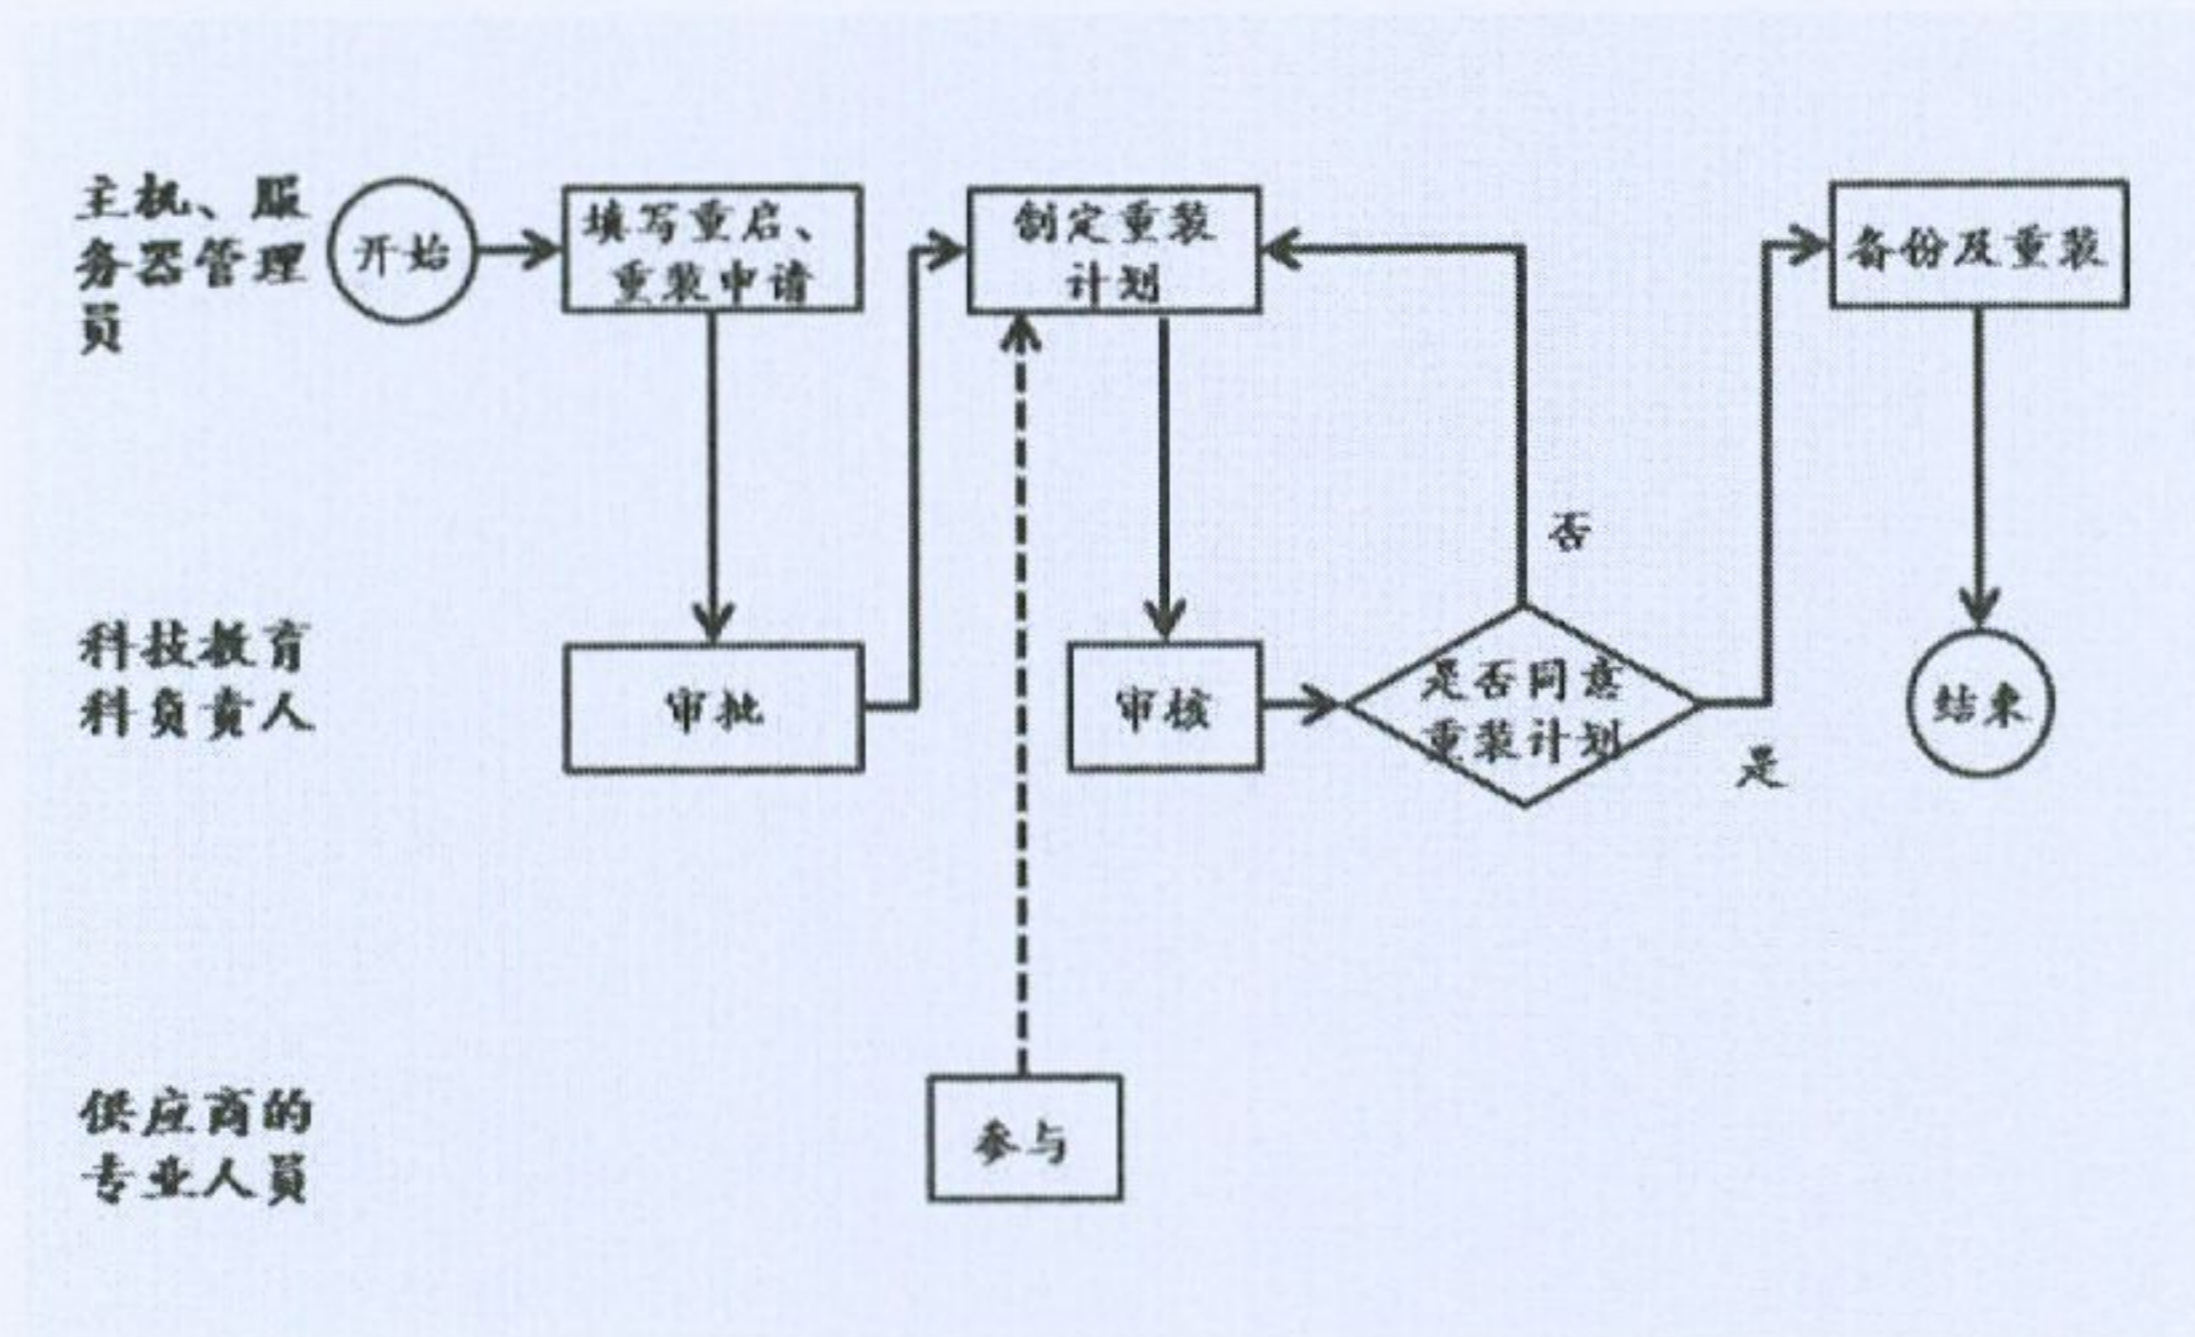 主机、服
务器管理
员
开始
填写重启、
重装申请
制定重装
计划
备份及重装
否
科技教育
科负责人
审批
审核
是否同意
重装计划
是
结束
供应商的
专业人员
参与